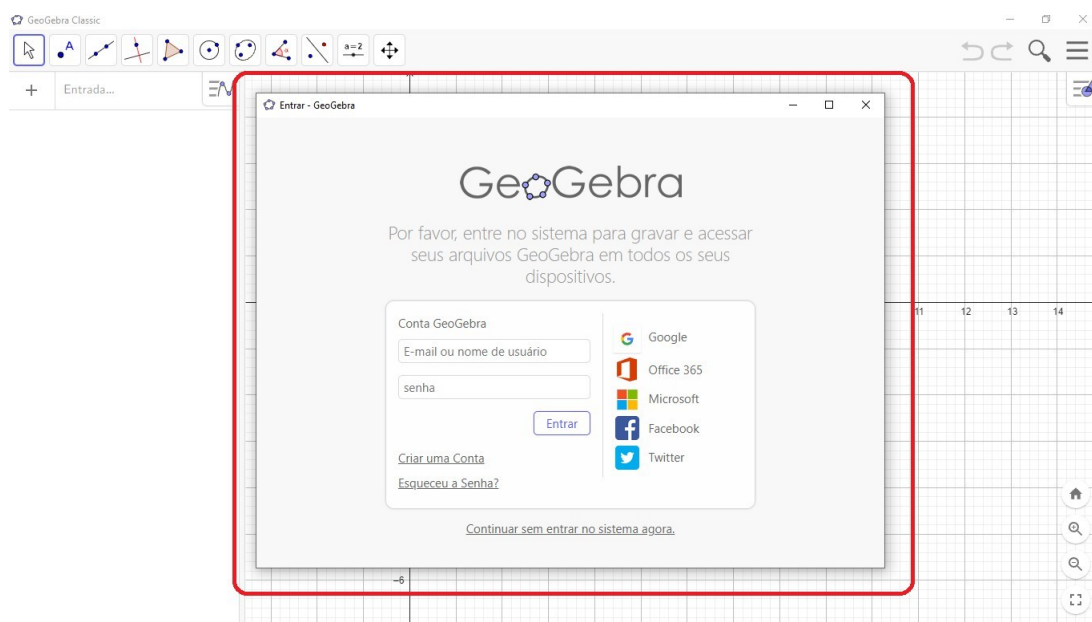 GeoGebra Classic
A
a=2
Entrada...
Entrar - GeoGebra
GeoGebra
Por favor, entre no sistema para gravar e acessar
seus arquivos GeoGebra em todos os seus
dispositivos.
Conta GeoGebra
E-mail ou nome de usuário
senha
Entrar
Criar uma Conta
Esqueceu a Senha?
Google
Office 365
Microsoft
Facebook
Twitter
Continuar sem entrar no sistema agora.
11 12 13 14
-6